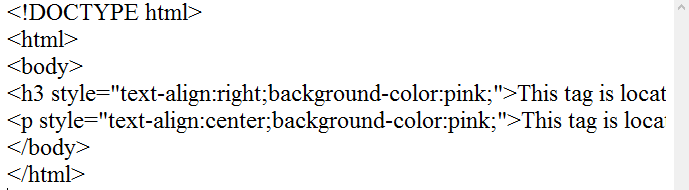 <!DOCTYPE html>
<html>
<body>
<h3 style="text-align:right;background-color:pink;">This tag is locat
<p style="text-align:center;background-color:pink;">This tag is loca
</body>
</html>